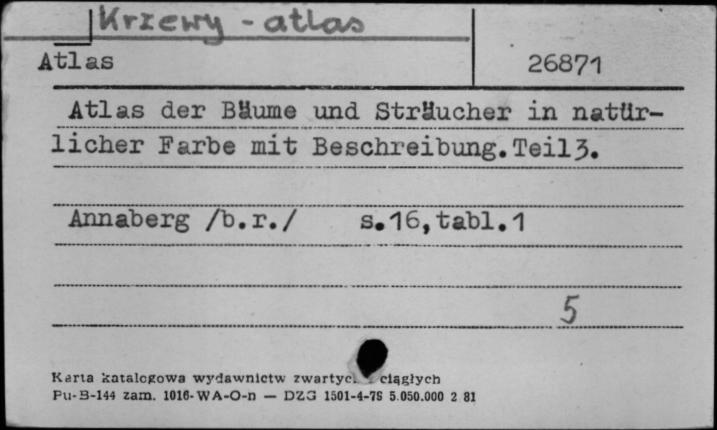 Krzewy - atlas
Atlas 26871
Atlas der Bäume und Sträucher in natür-
licher Farbe mit Beschreibung.Teil3.
Annaberg /b.r./ s.16,tabl.1
5
Karta katalogowa wydawnictw ciągłych
Pu-B-144 zam. 1016-WA-O-n — DZG 1501-4-78 5.050.000 2 81